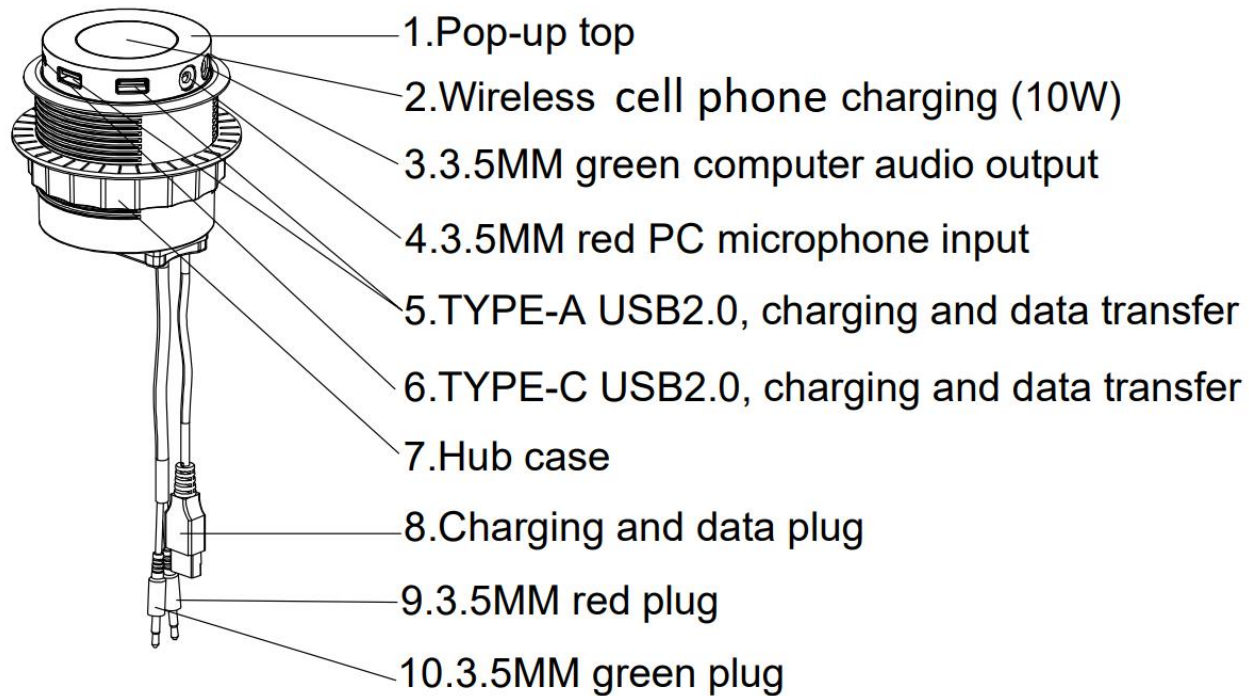 1.Pop-up top
2.Wireless cell phone charging (10W)
3.3.5MM green computer audio output
4.3.5MM red PC microphone input
5.TYPE-A USB2.0, charging and data transfer
6.TYPE-C USB2.0, charging and data transfer
7.Hub case
8.Charging and data plug
9.3.5MM red plug
10.3.5MM green plug